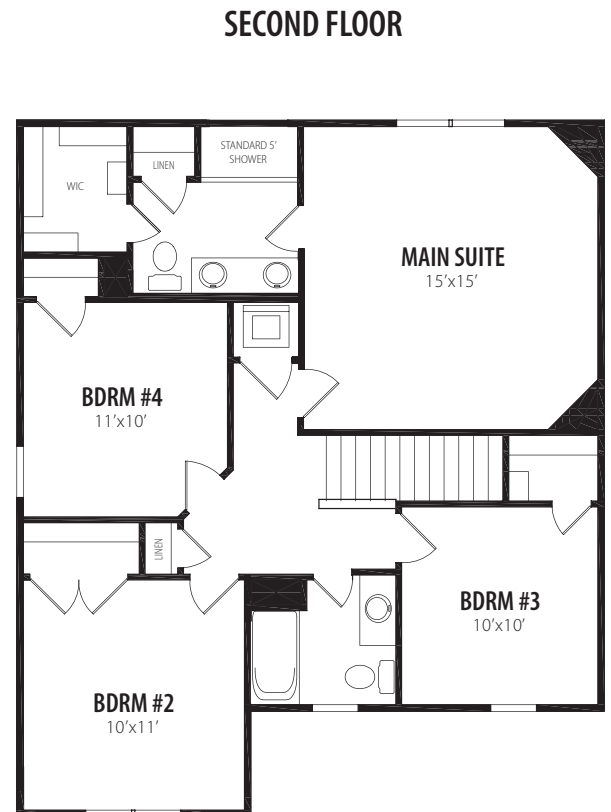 SECOND FLOOR
STANDARD 5'
SHOWER
LINEN
WIC
MAIN SUITE
15'x15'
BDRM #4
11'x10'
LINEN
BDRM #3
10'x10'
BDRM #2
10'x11'